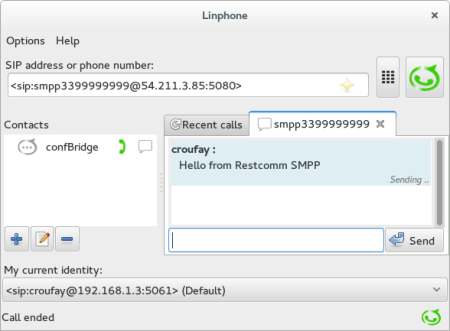 Linphone
Options Help
SIP address or phone number:
<sip:smpp3399999999@54.211.3.85:5080>
Contacts
Recent calls
smpp3399999999
confBridge
croufay :
Hello from Restcomm SMPP
Sending ..
Send
My current identity:
<sip:croufay@192.168.1.3:5061> (Default)
Call ended